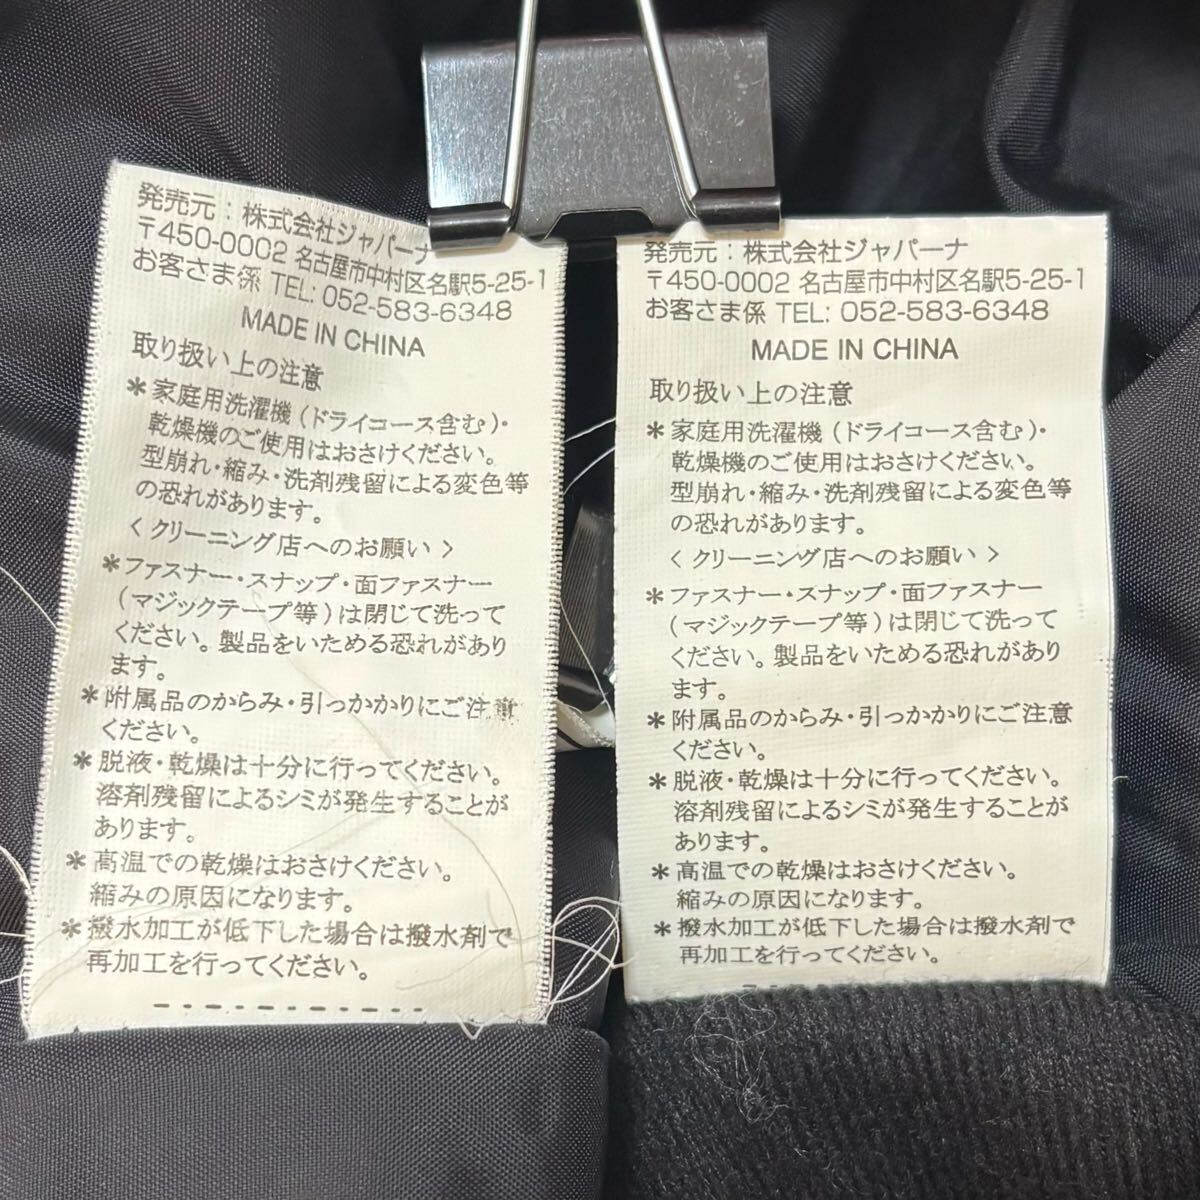 発売元：株式会社ジャパーナ
〒450-0002 名古屋市中村区名駅5-25-1
お客さま係 TEL: 052-583-6348
MADE IN CHINA
取り扱い上の注意
＊家庭用洗濯機（ドライコース含む）・
乾燥機のご使用はおさけください。
型崩れ・縮み・洗剤残留による変色等
の恐れがあります。
＜クリーニング店へのお願い＞
＊ファスナー・スナップ・面ファスナー
（マジックテープ等）は閉じて洗って
ください。製品をいためる恐れがあり
ます。
＊附属品のからみ・引っかかりにご注意
ください。
＊脱液・乾燥は十分に行ってください。
溶剤残留によるシミが発生することが
あります。
＊高温での乾燥はおさけください。
縮みの原因になります。
＊撥水加工が低下した場合は撥水剤で
再加工を行ってください。
発売元：株式会社ジャパーナ
〒450-0002 名古屋市中村区名駅5-25-1
お客さま係 TEL: 052-583-6348
MADE IN CHINA
取り扱い上の注意
＊家庭用洗濯機（ドライコース含む）・
乾燥機のご使用はおさけください。
型崩れ・縮み・洗剤残留による変色等
の恐れがあります。
＜クリーニング店へのお願い＞
＊ファスナー・スナップ・面ファスナー
（マジックテープ等）は閉じて洗って
ください。製品をいためる恐れがあり
ます。
＊附属品のからみ・引っかかりにご注意
ください。
＊脱液・乾燥は十分に行ってください。
溶剤残留によるシミが発生することが
あります。
＊高温での乾燥はおさけください。
縮みの原因になります。
＊撥水加工が低下した場合は撥水剤で
再加工を行ってください。